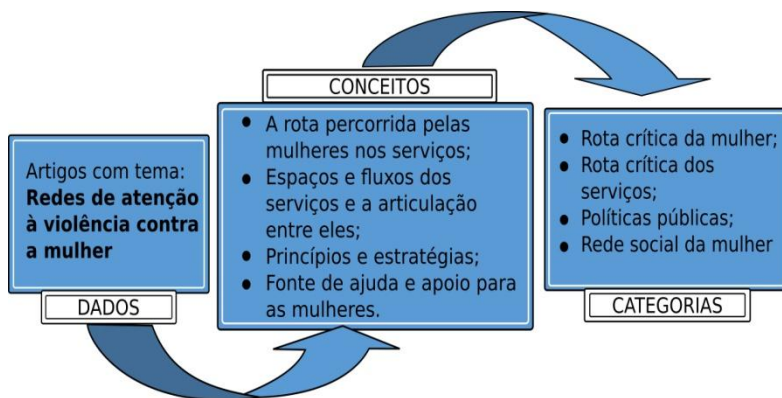 Artigos com tema:
Redes de atenção
à violência contra
a mulher
DADOS
CONCEITOS
• A rota percorrida pelas
mulheres nos serviços;
• Espaços e fluxos dos
serviços e a articulação
entre eles;
• Princípios e estratégias;
• Fonte de ajuda e apoio para
as mulheres.
• Rota crítica da mulher;
• Rota crítica dos
serviços;
• Políticas públicas;
• Rede social da mulher
CATEGORIAS